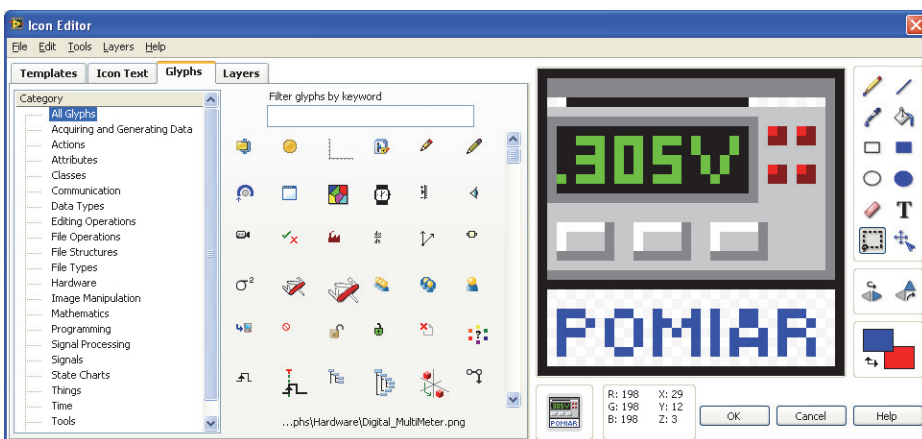 Icon Editor
File Edit Tools Layers Help
Templates Icon Text Glyphs Layers
Category
All Glyphs
Acquiring and Generating Data
Actions
Attributes
Classes
Communication
Data Types
Editing Operations
File Operations
File Structures
File Types
Hardware
Image Manipulation
Mathematics
Programming
Signal Processing
Signals
State Charts
Things
Time
Tools
Filter glyphs by keyword
σ²
...phs\Hardware\Digital_MultiMeter.png
.305V
POMIAR
T
305V
POMIAR
R: 198 X: 29
G: 198 Y: 12
B: 198 Z: 3
OK Cancel Help